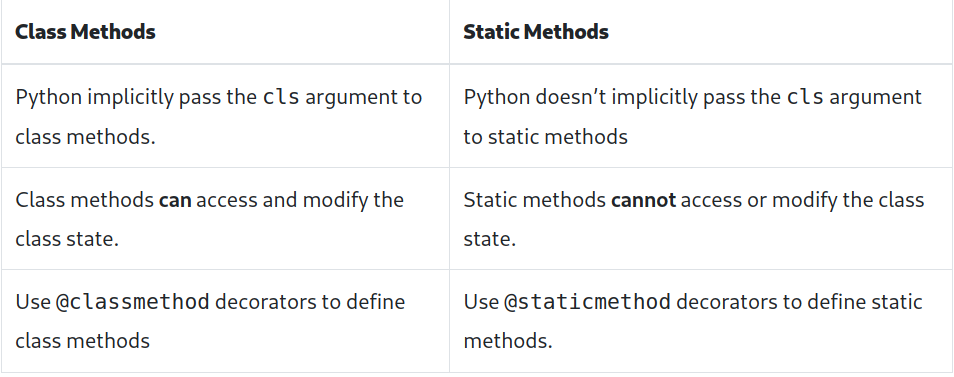 Class Methods
Static Methods
Python implicitly pass the cls argument to
class methods.
Python doesn’t implicitly pass the cls argument
to static methods
Class methods can access and modify the
class state.
Static methods cannot access or modify the class
state.
Use @classmethod decorators to define
class methods
Use @staticmethod decorators to define static
methods.